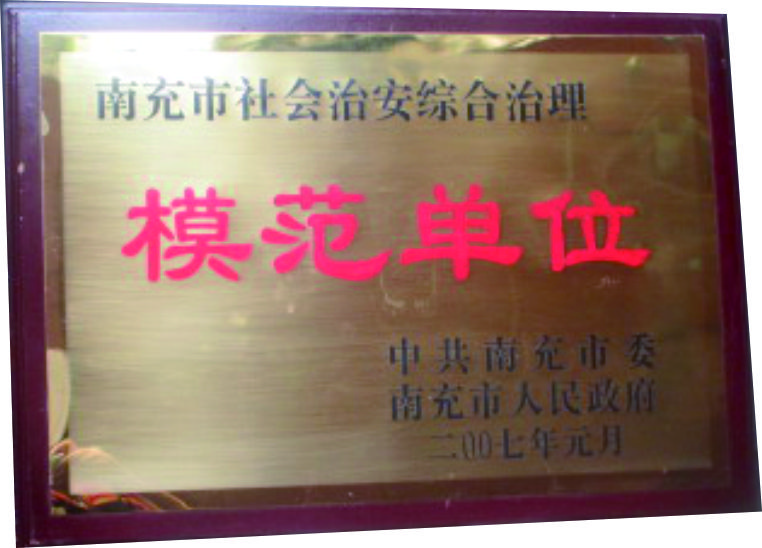 南充市社会治安综合治理
模范单位
中共南充市委
南充市人民政府
二00七年元月